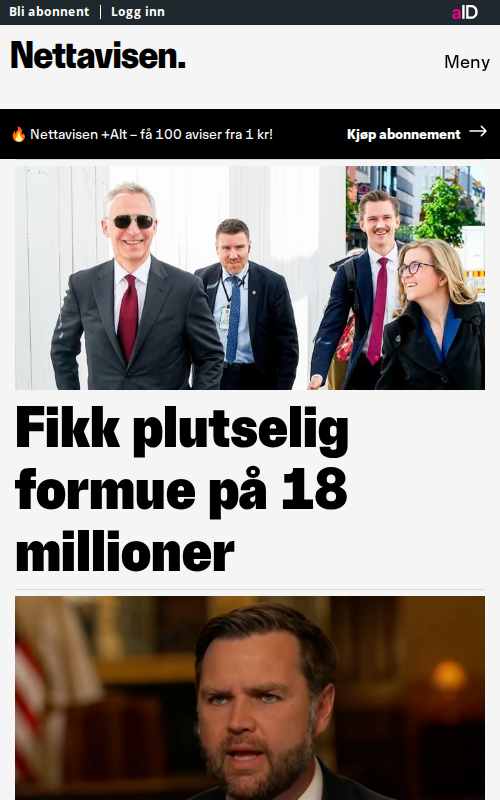 Bli abonnent | Logg inn
aID
Nettavisen.
Meny
🔥 Nettavisen +Alt – få 100 aviser fra 1 kr!
Kjøp abonnement →
Fikk plutselig
formue på 18
millioner